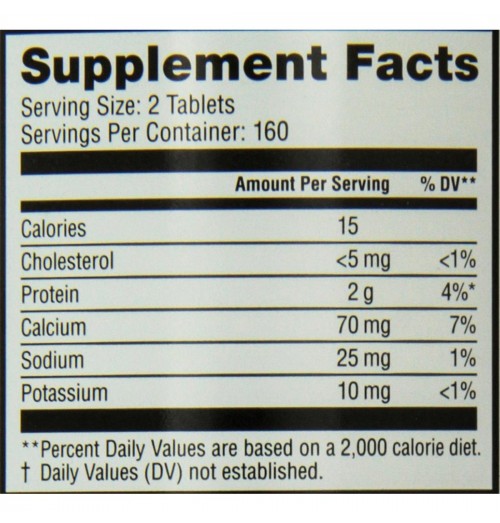 Supplement Facts
Serving Size: 2 Tablets
Servings Per Container: 160
Amount Per Serving % DV**
Calories 15
Cholesterol <5 mg <1%
Protein 2 g 4%*
Calcium 70 mg 7%
Sodium 25 mg 1%
Potassium 10 mg <1%
**Percent Daily Values are based on a 2,000 calorie diet.
† Daily Values (DV) not established.